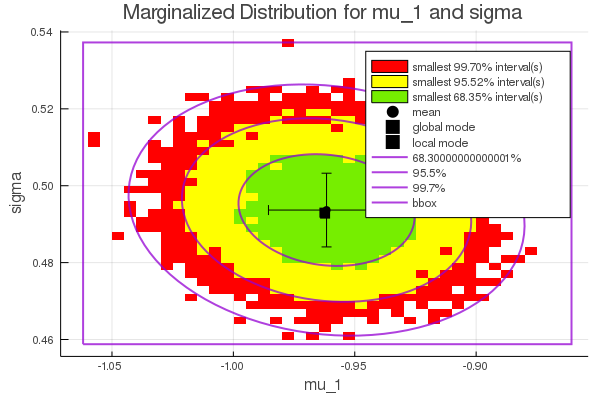 Marginalized Distribution for mu_1 and sigma
0.54
smallest 99.70% interval(s)
smallest 95.52% interval(s)
smallest 68.35% interval(s)
mean
global mode
local mode
68.30000000000001%
95.5%
99.7%
bbox
0.52
0.50
0.48
0.46
sigma
-1.05
-1.00
-0.95
-0.90
mu_1